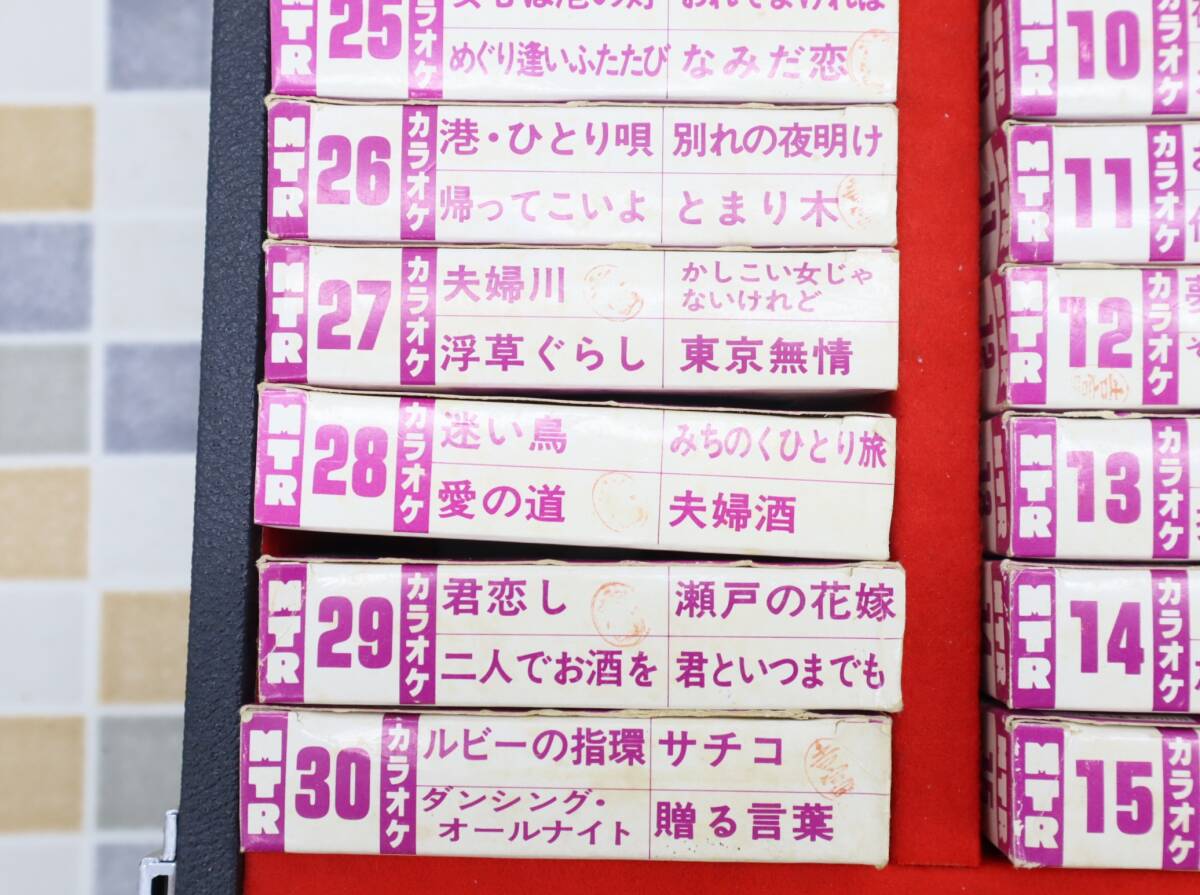 MTR 25 カラオケ
めぐり逢いふたたび なみだ恋
MTR 26 カラオケ
港・ひとり唄 別れの夜明け
帰ってこいよ とまり木
MTR 27 カラオケ
夫婦川 かしこい女じゃ
ないけれど
浮草ぐらし 東京無情
MTR 28 カラオケ
迷い鳥 みちのくひとり旅
愛の道 夫婦酒
MTR 29 カラオケ
君恋し 瀬戸の花嫁
二人でお酒を 君といつまでも
MTR 30 カラオケ
ルビーの指環 サチコ
ダンシング・
オールナイト 贈る言葉
MTR 10 カラオケ
MTR 11 カラオケ
MTR 12 カラオケ
MTR 13 カラオケ
MTR 14 カラオケ
MTR 15 カラオケ